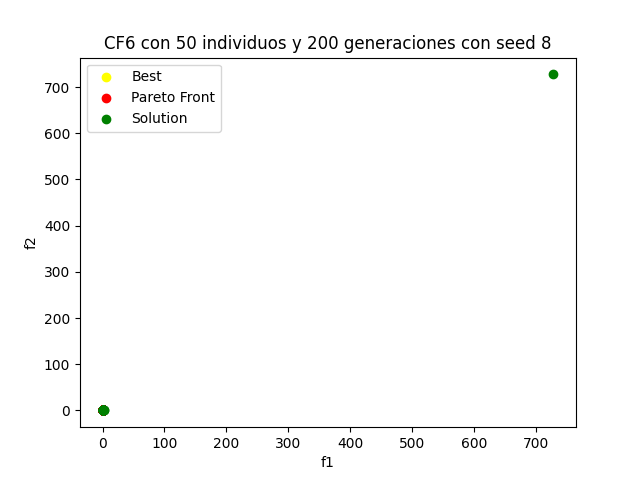 CF6 con 50 individuos y 200 generaciones con seed 8
Best
Pareto Front
Solution
700
600
500
400
300
200
100
0
f2
0 100 200 300 400 500 600 700
f1